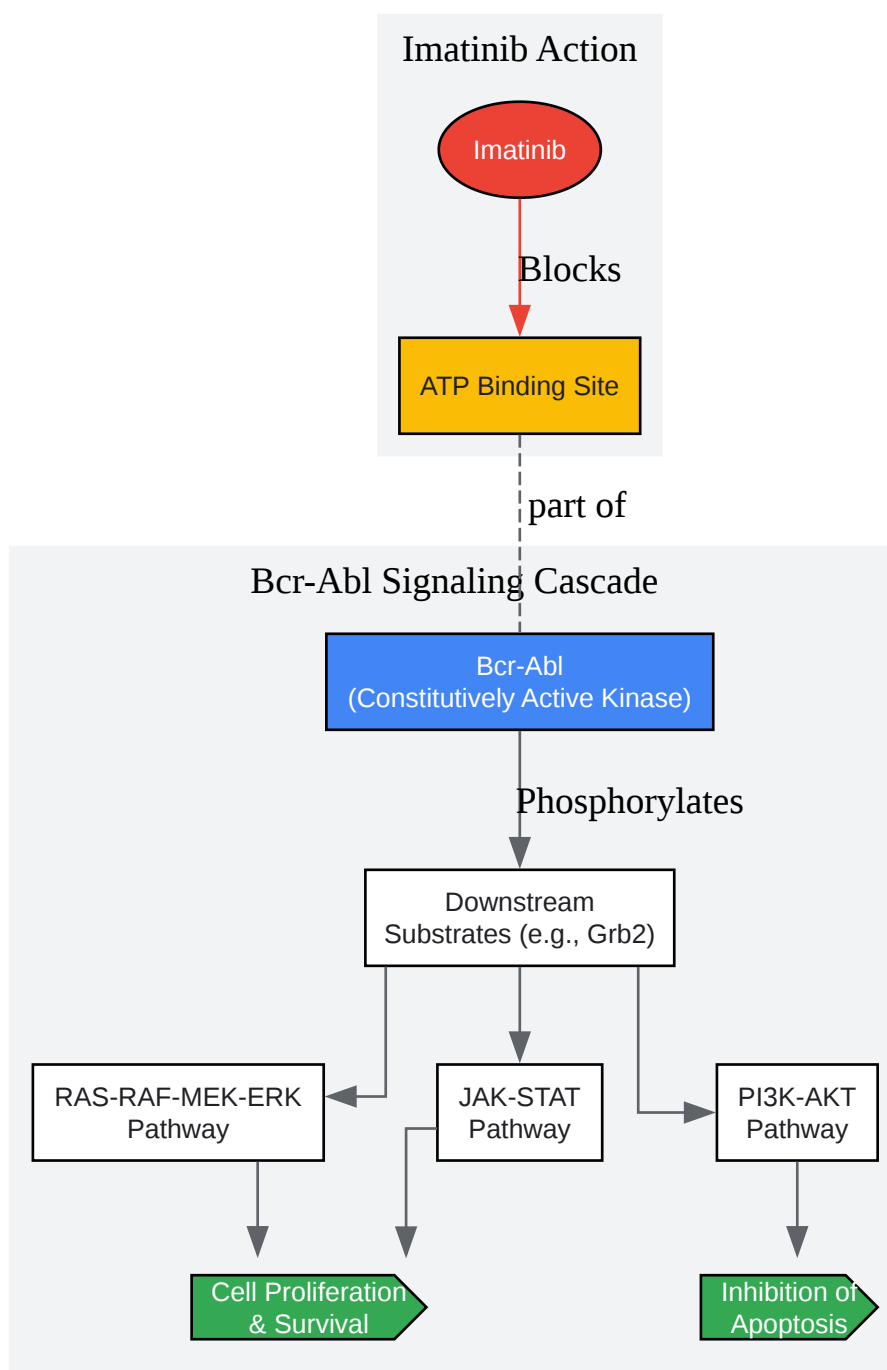 Imatinib Action
Imatinib
Blocks
ATP Binding Site
part of
Bcr-Abl Signaling Cascade
Bcr-Abl
(Constitutively Active Kinase)
Phosphorylates
Downstream
Substrates (e.g., Grb2)
RAS-RAF-MEK-ERK
Pathway
JAK-STAT
Pathway
PI3K-AKT
Pathway
Cell Proliferation
& Survival
Inhibition of
Apoptosis